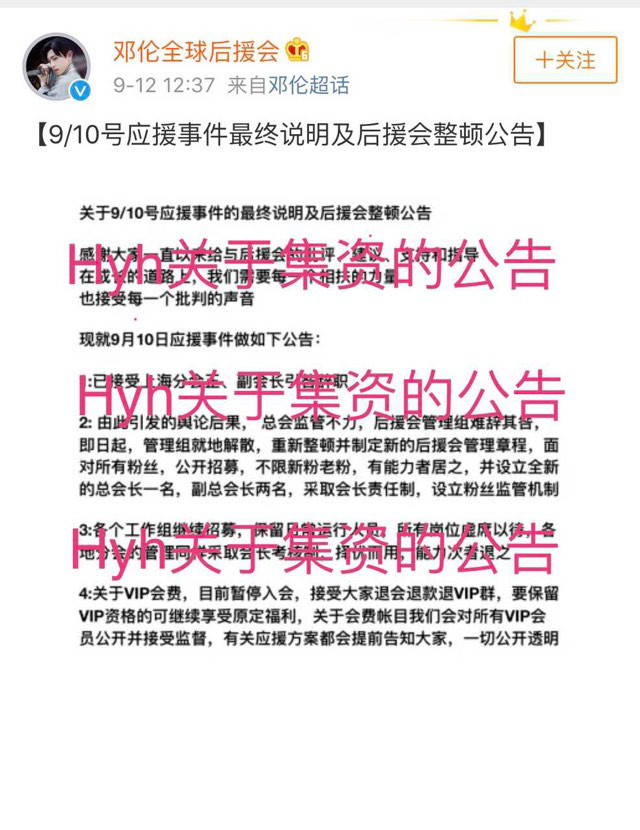 邓伦全球后援会
9-12 12:37 来自邓伦超话
+关注
【9/10号应援事件最终说明及后援会整顿公告】
关于9/10号应援事件的最终说明及后援会整顿公告
感谢大家一直以来给与后援会的批评、建议、支持和指导
Hyh关于集资的公告
在成长的道路上，我们需要每一个相扶的力量
也接受每一个批判的声音
现就9月10日应援事件做如下公告：
1:已接受上海分会正、副会长引咎辞职
Hyh关于集资的公告
2: 由此引发的舆论后果，总会监管不力，后援会管理组难辞其咎，
即日起，管理组就地解散，重新整顿并制定新的后援会管理章程，面
对所有粉丝，公开招募，不限新粉老粉，有能力者居之，并设立全新
的总会长一名，副总会长两名，采取会长责任制，设立粉丝监管机制
3:各个工作组继续招募，保留日常运行人员。所有岗位虚席以待，各
Hyh关于集资的公告
地分会的管理同样采取会长考核制，择优而用，能力次者退之
4:关于VIP会费，目前暂停入会，接受大家退会退款退VIP群，要保留
VIP资格的可继续享受原定福利，关于会费帐目我们会对所有VIP会
员公开并接受监督，有关应援方案都会提前告知大家，一切公开透明